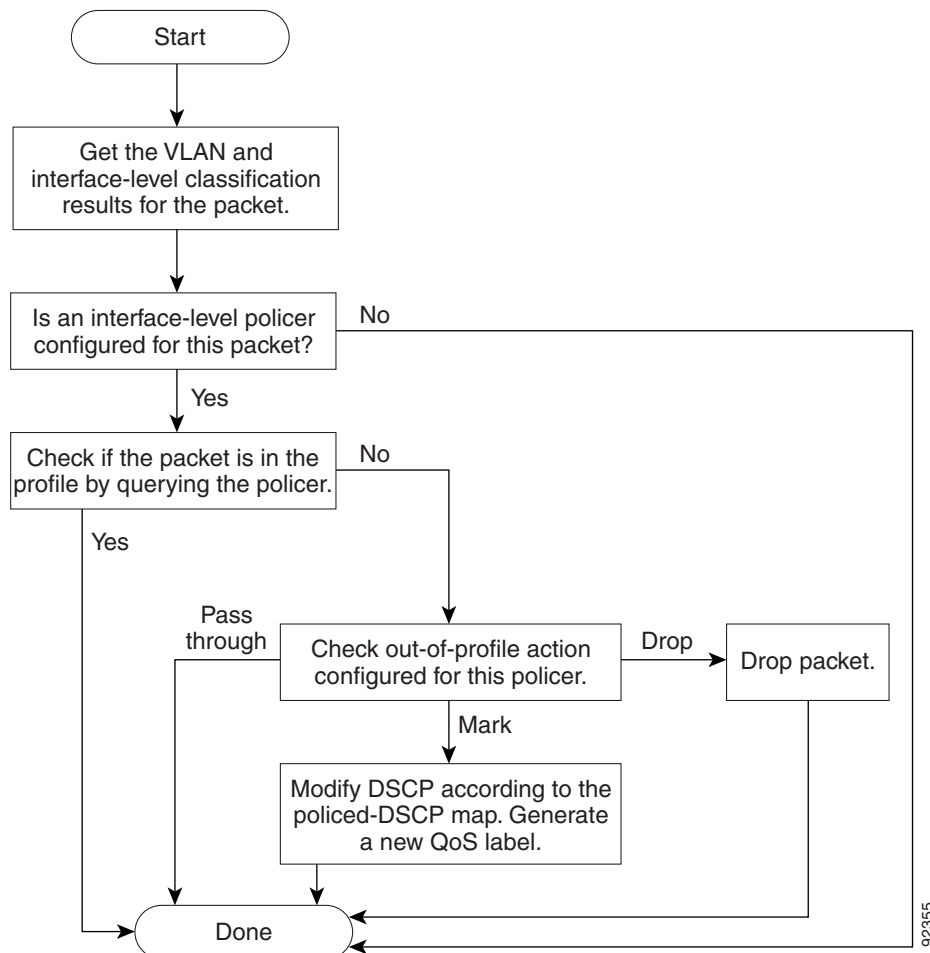 Start
Get the VLAN and
interface-level classification
results for the packet.
Is an interface-level policer
configured for this packet?
No
Yes
Check if the packet is in the
profile by querying the policer.
No
Yes
Pass
through
Check out-of-profile action
configured for this policer.
Drop
Drop packet.
Mark
Modify DSCP according to the
policed-DSCP map. Generate
a new QoS label.
Done
92355